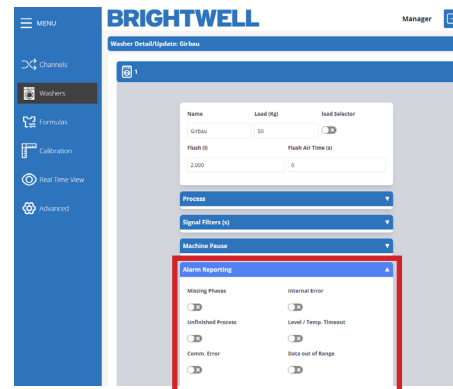 MENU
BRIGHTWELL
Manager
Washer Detail/Update: Girbau
Channels
1
Washers
Name Load (Kg) load Selector
Formulas
Girbau 50
Flush (l) Flush Air Time (s)
Calibration
2.000 0
Real Time View
Process
Advanced
Signal Filters (s)
Machine Pause
Alarm Reporting
Missing Phases Internal Error
Unfinished Process Level / Temp. Timeout
Comm. Error Data out of Range